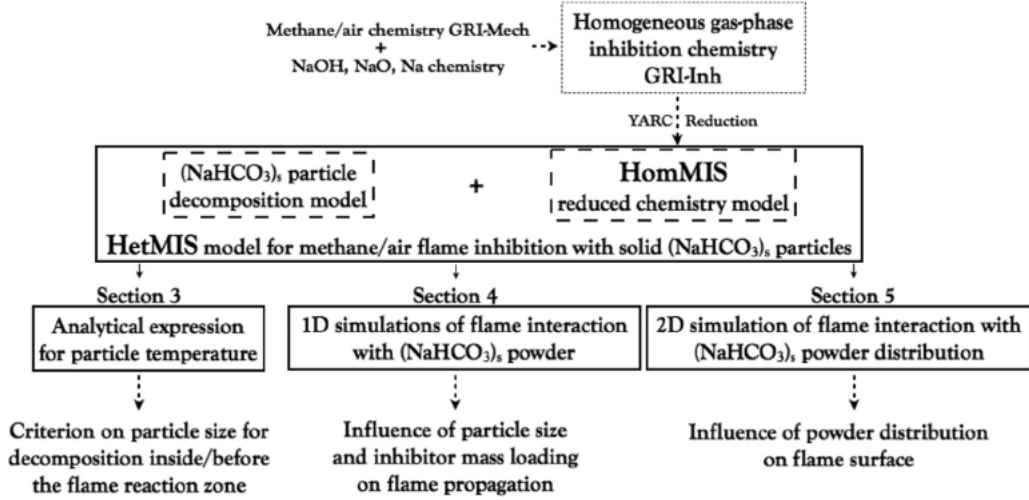 Methane/air chemistry GRI-Mech
+
NaOH, NaO, Na chemistry
Homogeneous gas-phase
inhibition chemistry
GRI-Inh
YARC Reduction
(NaHCO₃)ₛ particle
decomposition model
+
HomMIS
reduced chemistry model
HetMIS model for methane/air flame inhibition with solid (NaHCO₃)ₛ particles
Section 3
Analytical expression
for particle temperature
Criterion on particle size for
decomposition inside/before
the flame reaction zone
Section 4
1D simulations of flame interaction
with (NaHCO₃)ₛ powder
Influence of particle size
and inhibitor mass loading
on flame propagation
Section 5
2D simulation of flame interaction with
(NaHCO₃)ₛ powder distribution
Influence of powder distribution
on flame surface